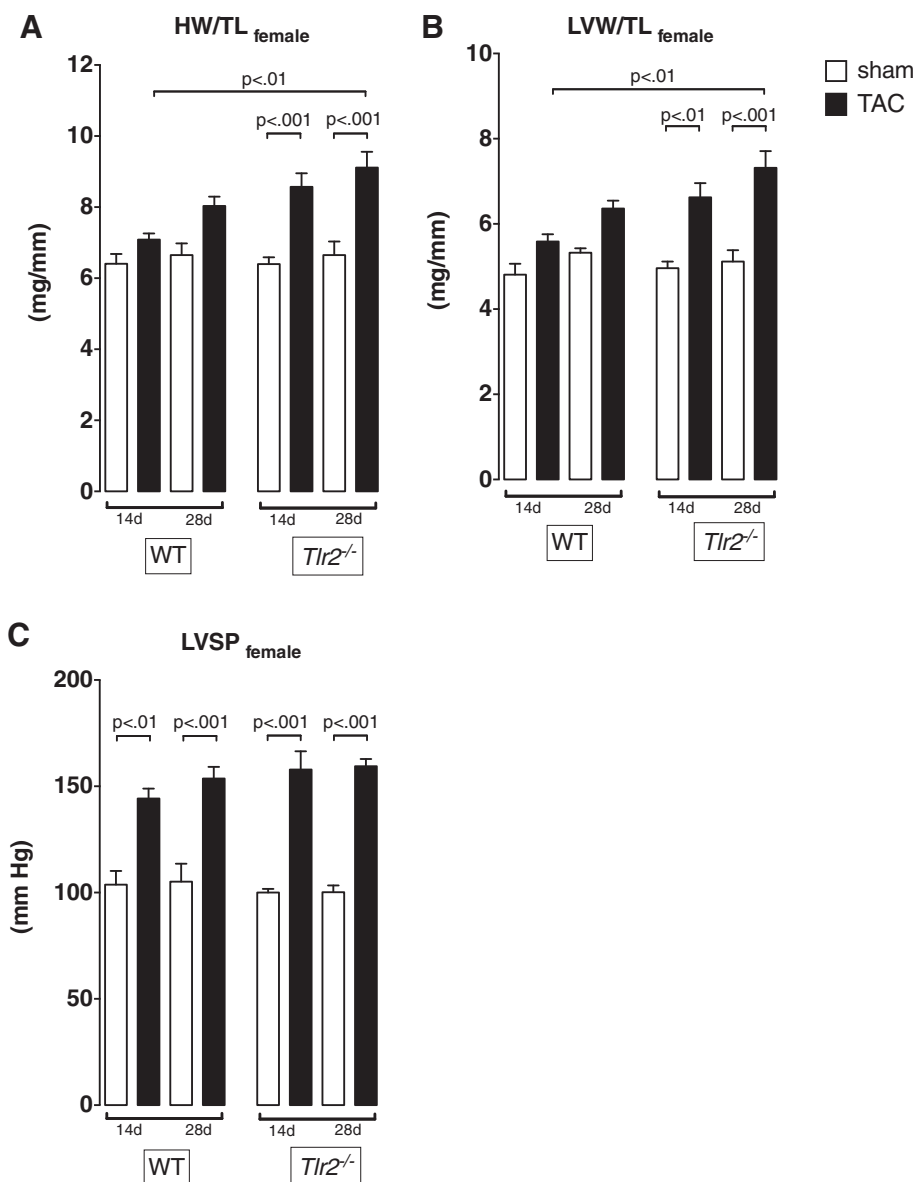 A
HW/TL female
(mg/mm)
12
10
8
6
4
2
0
p<.01
p<.001 p<.001
14d 28d 14d 28d
WT Tlr2-/-
B
LVW/TL female
(mg/mm)
10
8
6
4
2
0
p<.01
p<.01 p<.001
14d 28d 14d 28d
WT Tlr2-/-
sham
TAC
C
LVSP female
(mm Hg)
200
150
100
50
0
p<.01 p<.001 p<.001 p<.001
14d 28d 14d 28d
WT Tlr2-/-